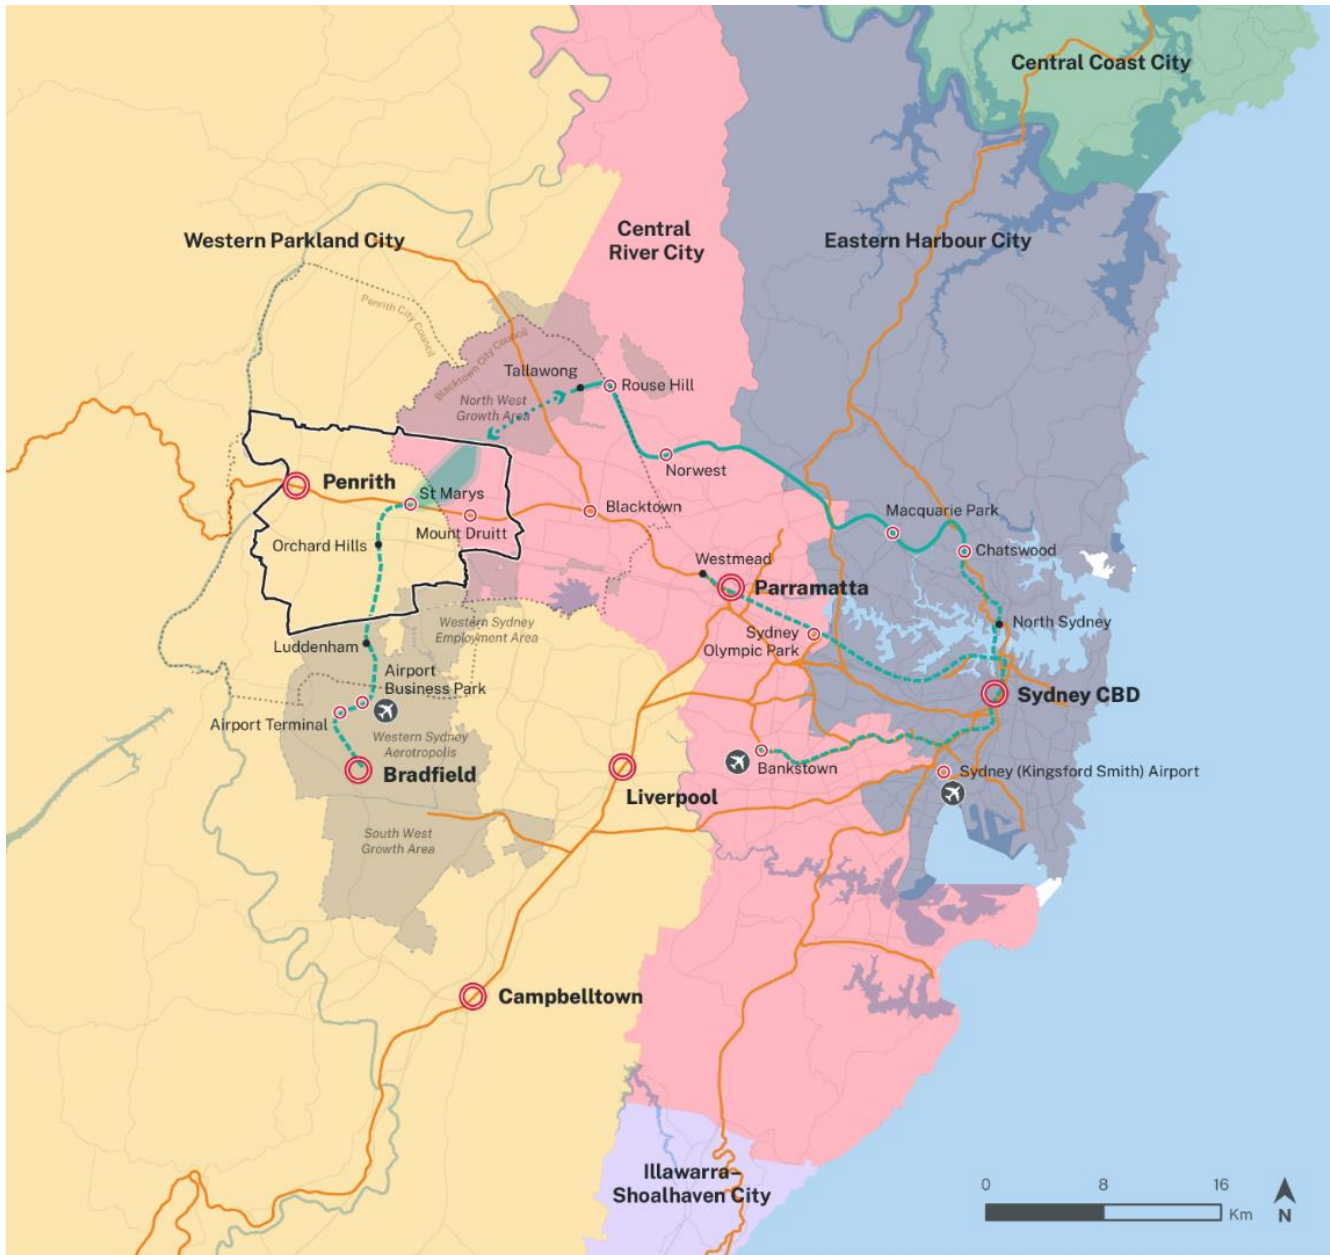 Central Coast City
Western Parkland City
Central
River City
Eastern Harbour City
Penrith City
Council
Blacktown City Council
Tallawong
Rouse Hill
North West
Growth Area
Norwest
Penrith
St Marys
Mount Druitt
Blacktown
Macquarie Park
Chatswood
Orchard Hills
Westmead
Parramatta
Western Sydney
Employment Area
Sydney
Olympic Park
North Sydney
Luddenham
Airport
Business Park
Airport Terminal
Sydney CBD
Western Sydney
Aerotropolis
Bradfield
Bankstown
Sydney (Kingsford Smith) Airport
Liverpool
South West
Growth Area
Campbelltown
Illawarra–
Shoalhaven City
0 8 16
Km
N